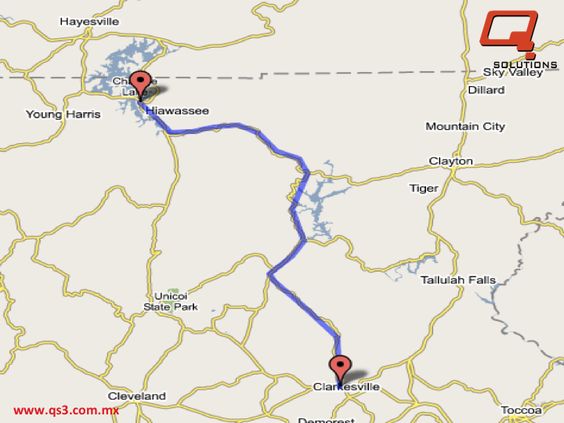 Hayesville
Q
SOLUTIONS
Sky Valley
Dillard
Lake
Hiawassee
Young Harris
Mountain City
Clayton
Tiger
Tallulah Falls
Unicoi
State Park
Clarkesville
Cleveland
Toccoa
www.qs3.com.mx
Demorest